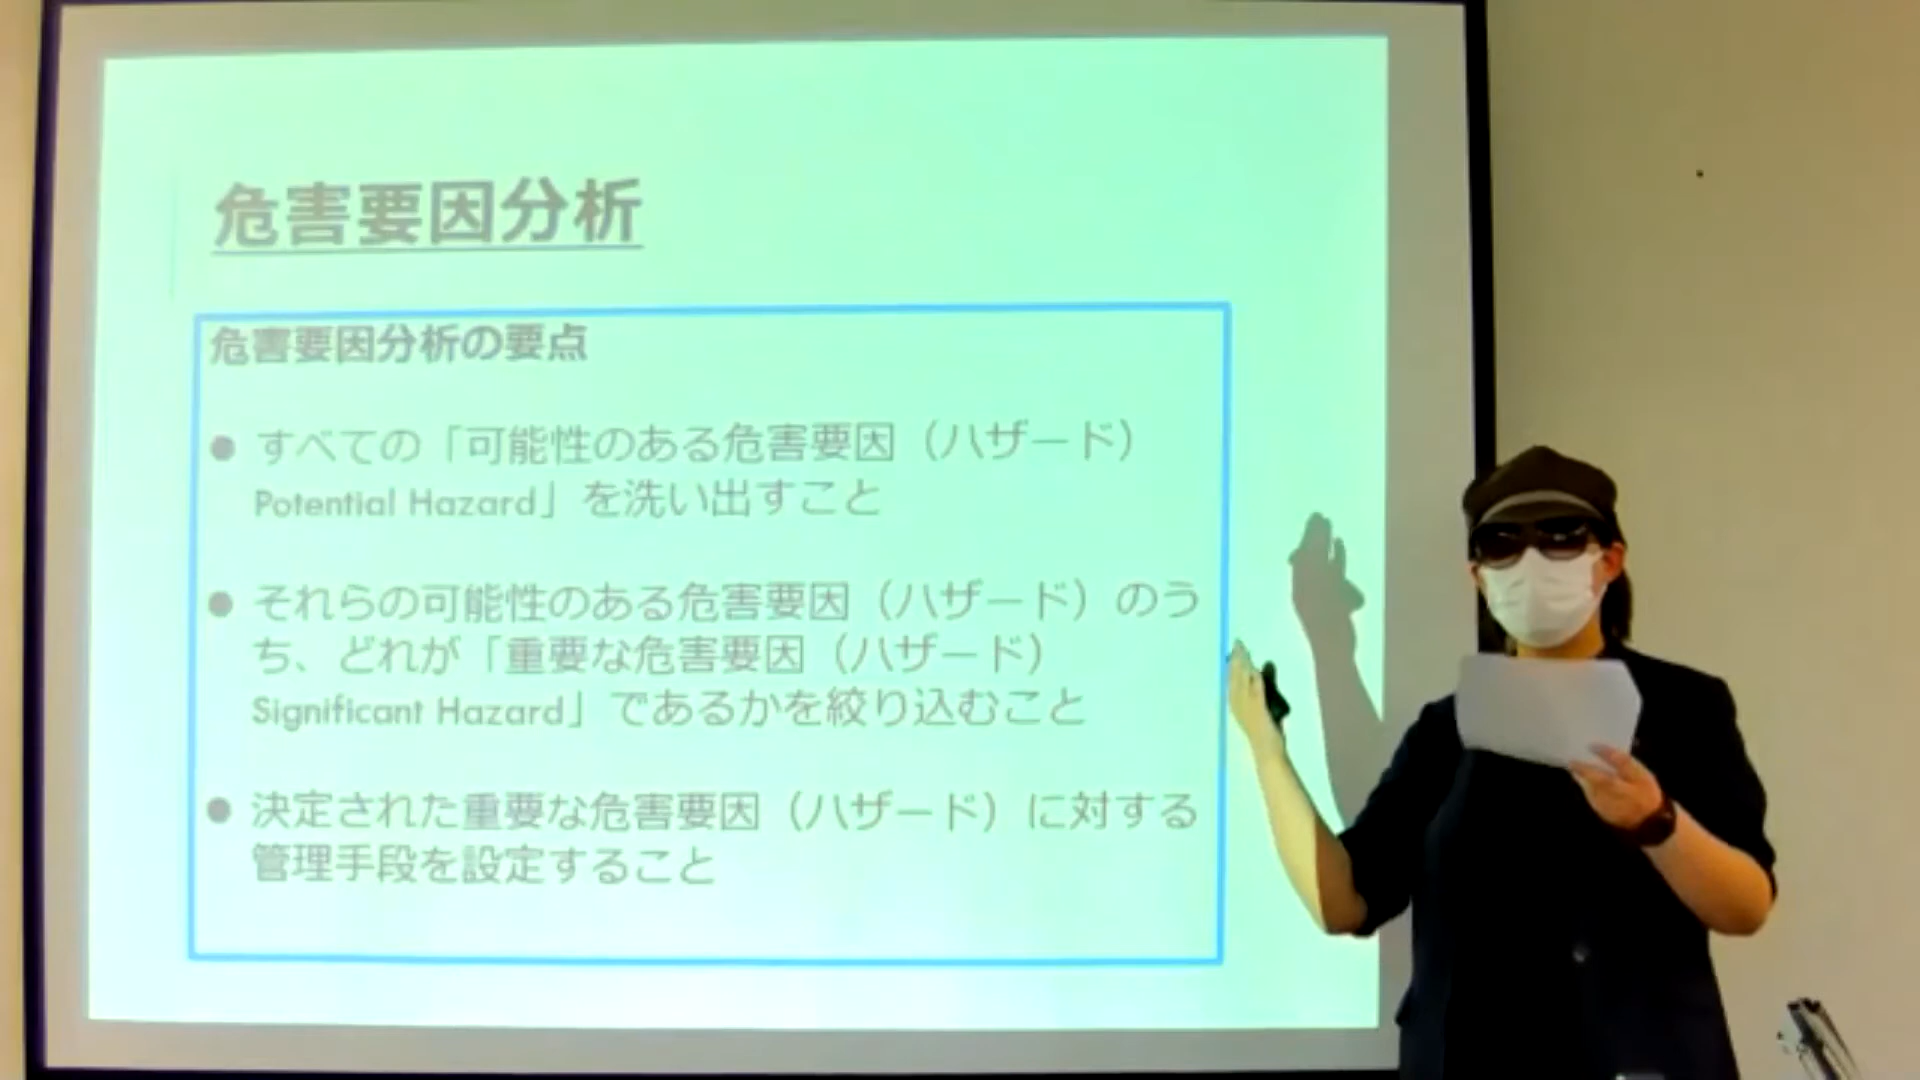 危害要因分析
危害要因分析の要点
● すべての「可能性のある危害要因（ハザード）
Potential Hazard」を洗い出すこと
● それらの可能性のある危害要因（ハザード）のう
ち、どれが「重要な危害要因（ハザード）
Significant Hazard」であるかを絞り込むこと
● 決定された重要な危害要因（ハザード）に対する
管理手段を設定すること